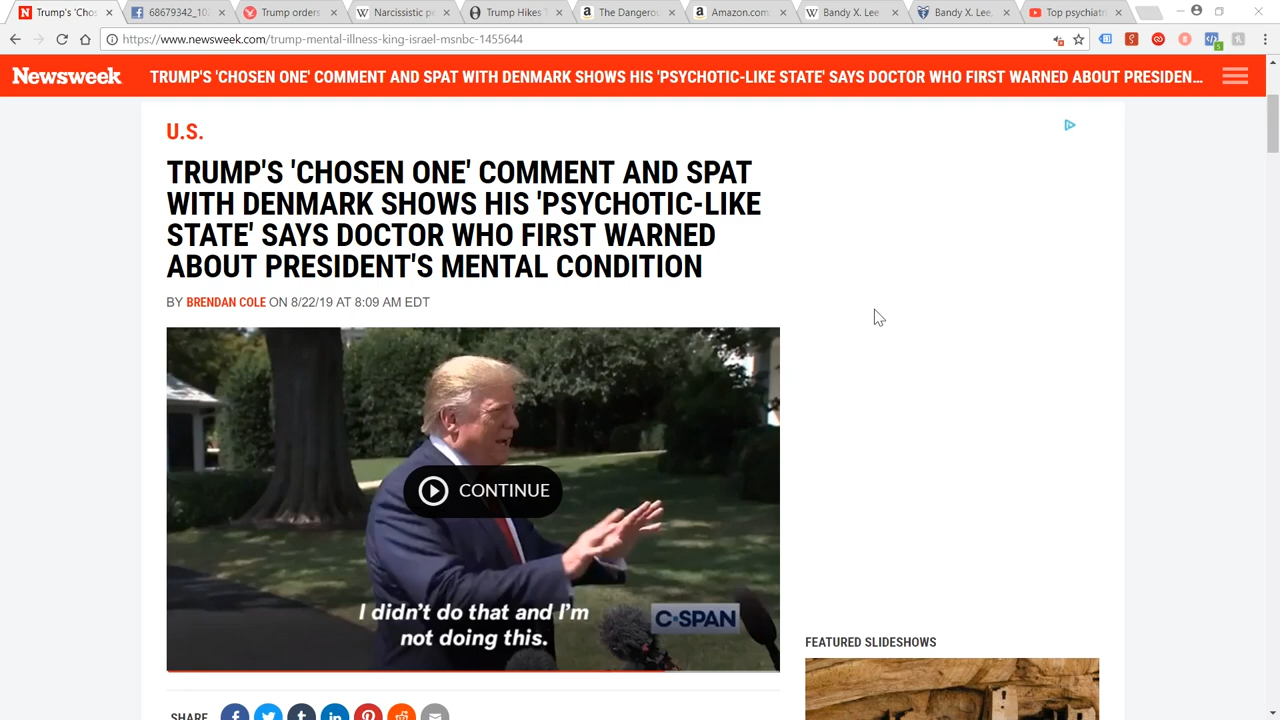 Trump's 'Chos
68679342_10
Trump orders
Narcissistic pe
Trump Hikes T
The Dangerou
Amazon.com
Bandy X. Lee
Bandy X. Lee,
Top psychiatri
https://www.newsweek.com/trump-mental-illness-king-israel-msnbc-1455644
Newsweek
TRUMP'S 'CHOSEN ONE' COMMENT AND SPAT WITH DENMARK SHOWS HIS 'PSYCHOTIC-LIKE STATE' SAYS DOCTOR WHO FIRST WARNED ABOUT PRESIDEN...
U.S.
TRUMP'S 'CHOSEN ONE' COMMENT AND SPAT
WITH DENMARK SHOWS HIS 'PSYCHOTIC-LIKE
STATE' SAYS DOCTOR WHO FIRST WARNED
ABOUT PRESIDENT'S MENTAL CONDITION
BY BRENDAN COLE ON 8/22/19 AT 8:09 AM EDT
CONTINUE
I didn't do that and I'm
not doing this.
C-SPAN
FEATURED SLIDESHOWS
SHARE